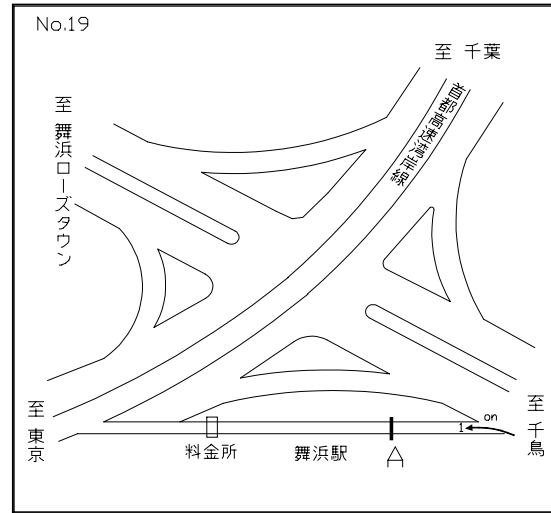 No.19
至 千葉
首都高速湾岸線
至 舞浜ローズタウン
至 東京
料金所
舞浜駅
A
1
on
至 千鳥